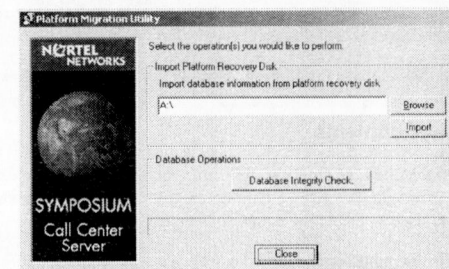 Platform Migration Utility
NORTEL
NETWORKS
Select the operation(s) you would like to perform.
Import Platform Recovery Disk
Import database information from platform recovery disk
A:\
Browse
Import
Database Operations
Database Integrity Check.
SYMPOSIUM
Call Center
Server
Close